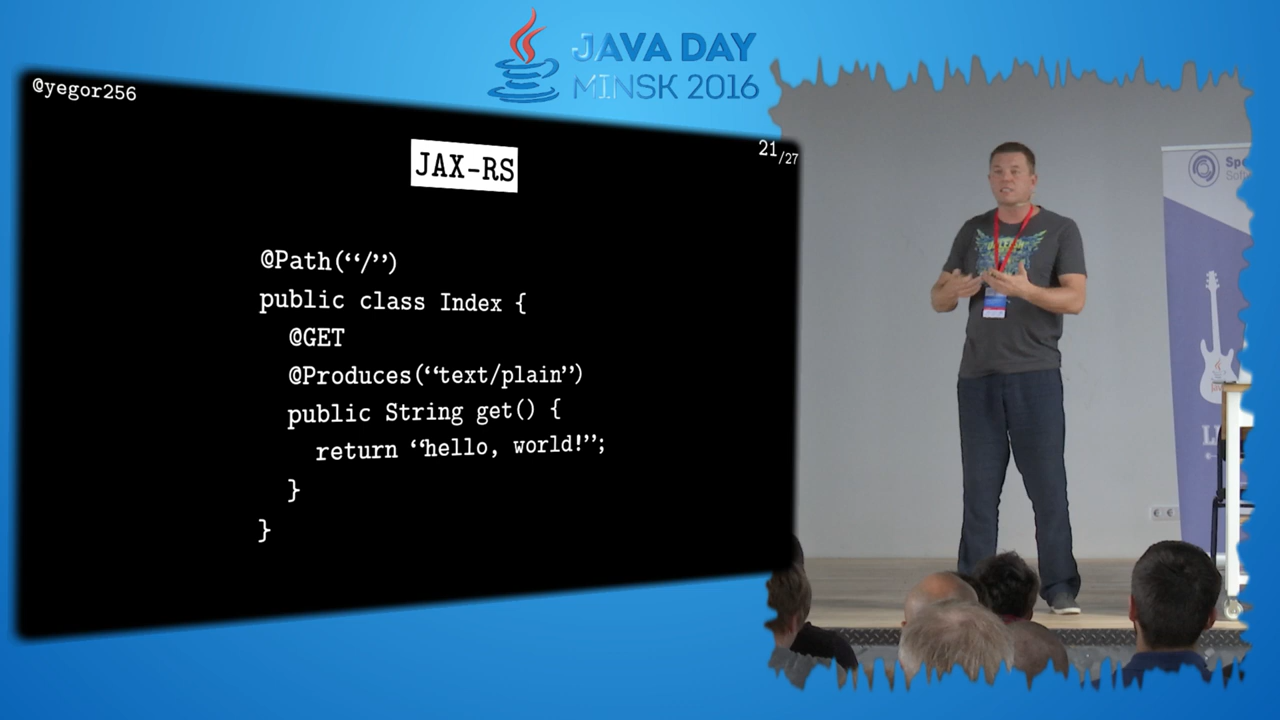 JAVA DAY
MINSK 2016
@yegor256
21/27
JAX-RS
@Path(“/”)
public class Index {
@GET
@Produces(“text/plain”)
public String get() {
return “hello, world!”;
}
}